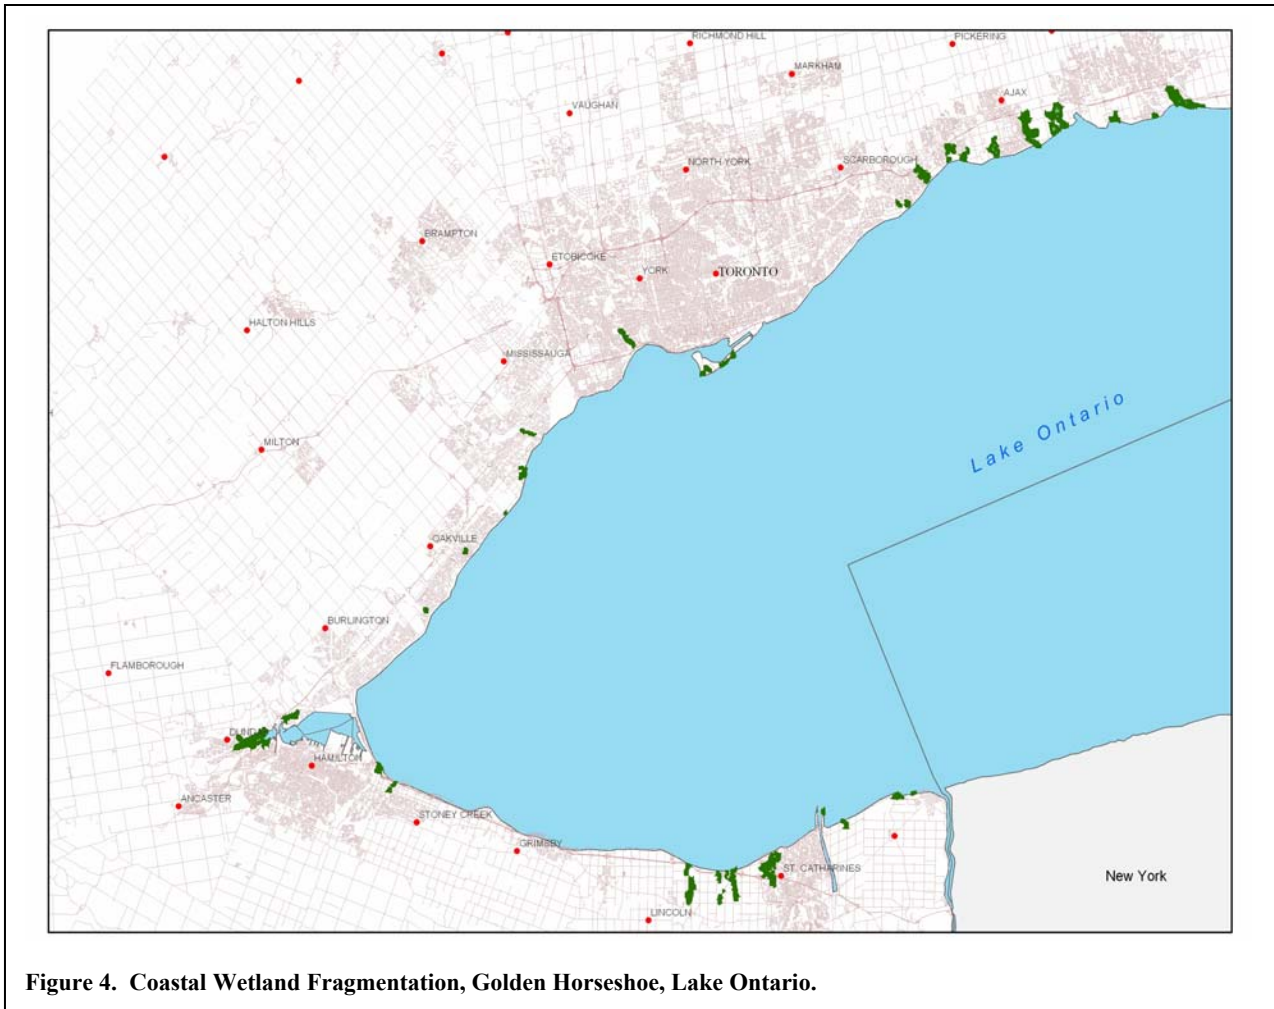 RICHMOND HILL
PICKERING
MARKHAM
AJAX
VAUGHAN
NORTH YORK
SCARBOROUGH
BRAMPTON
ETOBICOKE
YORK
TORONTO
HALTON HILLS
MISSISSAUGA
Lake Ontario
MILTON
OAKVILLE
BURLINGTON
FLAMBOROUGH
HAMILTON
ANCASTER
STONEY CREEK
GRIMSBY
ST. CATHARINES
New York
LINCOLN
Figure 4. Coastal Wetland Fragmentation, Golden Horseshoe, Lake Ontario.